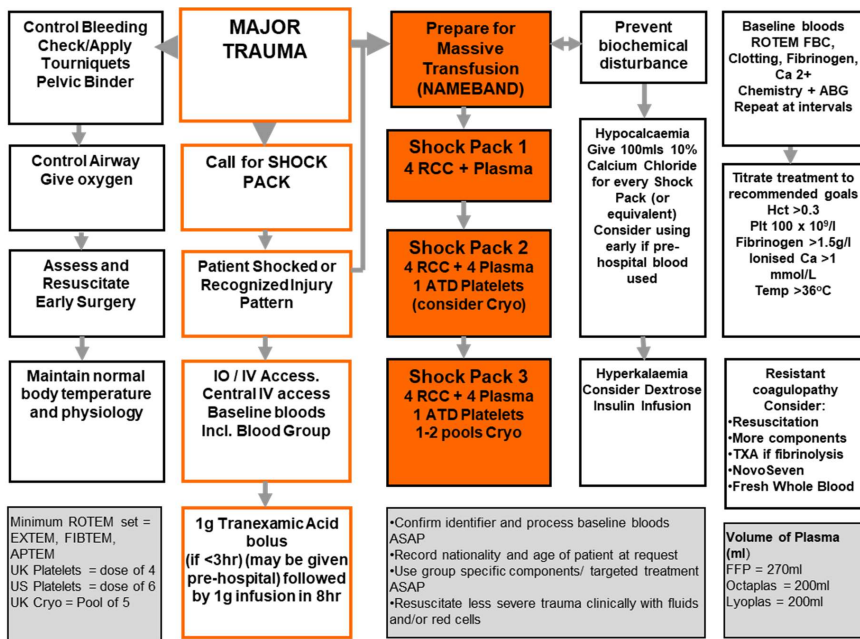 Control Bleeding
Check/Apply
Tourniquets
Pelvic Binder
Control Airway
Give oxygen
Assess and
Resuscitate
Early Surgery
Maintain normal
body temperature
and physiology
Minimum ROTEM set =
EXTEM, FIBTEM,
APTEM
UK Platelets = dose of 4
US Platelets = dose of 6
UK Cryo = Pool of 5
MAJOR
TRAUMA
Call for SHOCK
PACK
Patient Shocked or
Recognized Injury
Pattern
IO / IV Access.
Central IV access
Baseline bloods
Incl. Blood Group
1g Tranexamic Acid
bolus
(if <3hr) (may be given
pre-hospital) followed
by 1g infusion in 8hr
Prepare for
Massive
Transfusion
(NAMEBAND)
Shock Pack 1
4 RCC + Plasma
Shock Pack 2
4 RCC + 4 Plasma
1 ATD Platelets
(consider Cryo)
Shock Pack 3
4 RCC + 4 Plasma
1 ATD Platelets
1-2 pools Cryo
•Confirm identifier and process baseline bloods
ASAP
•Record nationality and age of patient at request
•Use group specific components/ targeted treatment
ASAP
•Resuscitate less severe trauma clinically with fluids
and/or red cells
Prevent
biochemical
disturbance
Hypocalcaemia
Give 100mls 10%
Calcium Chloride
for every Shock
Pack (or
equivalent)
Consider using
early if pre-
hospital blood
used
Hyperkalaemia
Consider Dextrose
Insulin Infusion
Baseline bloods
ROTEM FBC,
Clotting, Fibrinogen,
Ca 2+
Chemistry + ABG
Repeat at intervals
Titrate treatment to
recommended goals
Hct >0.3
Plt 100 x 10⁹/l
Fibrinogen >1.5g/l
Ionised Ca >1
mmol/L
Temp >36°C
Resistant
coagulopathy
Consider:
•Resuscitation
•More components
•TXA if fibrinolysis
•NovoSeven
•Fresh Whole Blood
Volume of Plasma
(ml)
FFP = 270ml
Octaplas = 200ml
Lyoplas = 200ml